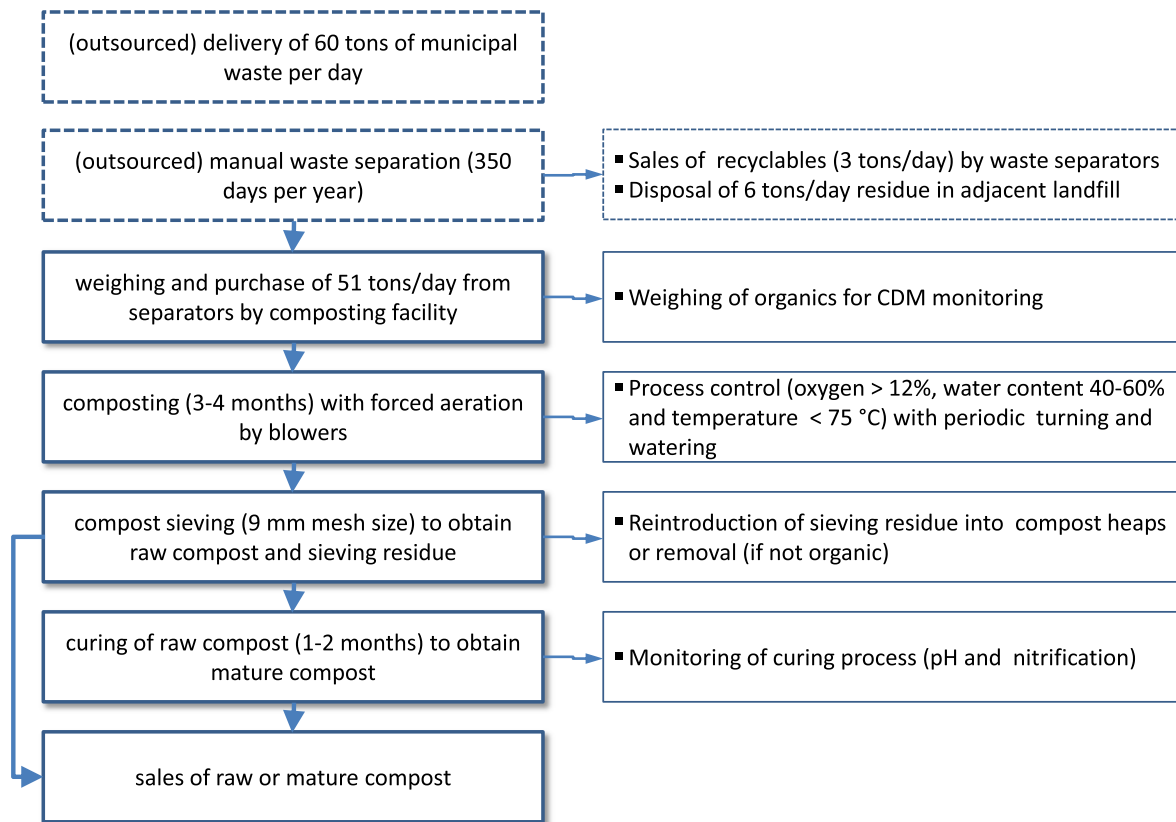 (outsourced) delivery of 60 tons of municipal
waste per day
(outsourced) manual waste separation (350
days per year)
▪ Sales of recyclables (3 tons/day) by waste separators
▪ Disposal of 6 tons/day residue in adjacent landfill
weighing and purchase of 51 tons/day from
separators by composting facility
▪ Weighing of organics for CDM monitoring
composting (3-4 months) with forced aeration
by blowers
▪ Process control (oxygen > 12%, water content 40-60%
and temperature < 75 °C) with periodic turning and
watering
compost sieving (9 mm mesh size) to obtain
raw compost and sieving residue
▪ Reintroduction of sieving residue into compost heaps
or removal (if not organic)
curing of raw compost (1-2 months) to obtain
mature compost
▪ Monitoring of curing process (pH and nitrification)
sales of raw or mature compost